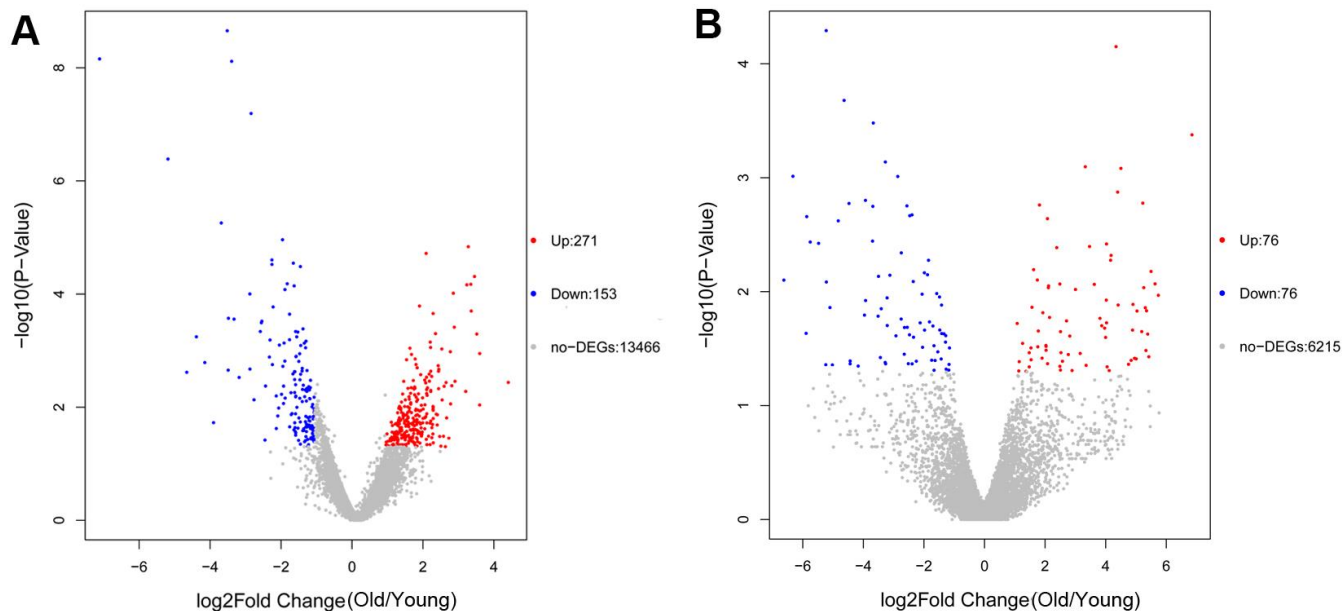 A
−log10(P−Value)
8
6
4
2
0
−6 −4 −2 0 2 4
log2Fold Change(Old/Young)
Up:271
Down:153
no−DEGs:13466
B
−log10(P−Value)
4
3
2
1
0
−6 −4 −2 0 2 4 6
log2Fold Change(Old/Young)
Up:76
Down:76
no−DEGs:6215